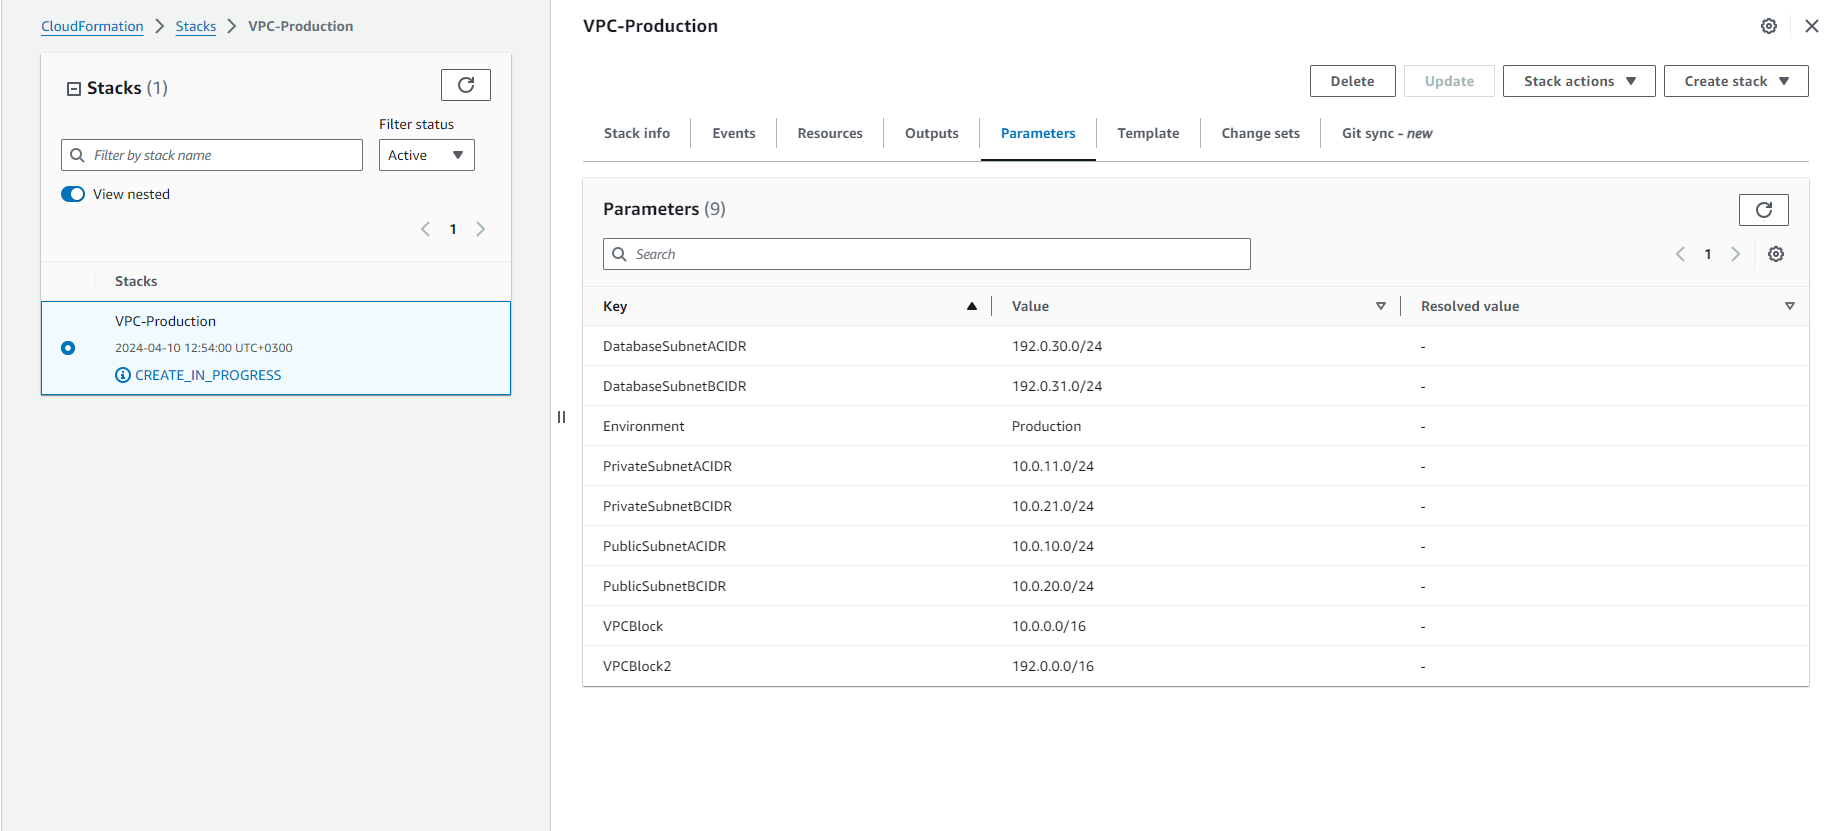 CloudFormation > Stacks > VPC-Production
Stacks (1)
Filter status
Filter by stack name
Active
View nested
1
Stacks
VPC-Production
2024-04-10 12:54:00 UTC+0300
CREATE_IN_PROGRESS
VPC-Production
Delete Update Stack actions Create stack
Stack info Events Resources Outputs Parameters Template Change sets Git sync - new
Parameters (9)
Search
1
Key Value Resolved value
DatabaseSubnetACIDR 192.0.30.0/24 -
DatabaseSubnetBCIDR 192.0.31.0/24 -
Environment Production -
PrivateSubnetACIDR 10.0.11.0/24 -
PrivateSubnetBCIDR 10.0.21.0/24 -
PublicSubnetACIDR 10.0.10.0/24 -
PublicSubnetBCIDR 10.0.20.0/24 -
VPCBlock 10.0.0.0/16 -
VPCBlock2 192.0.0.0/16 -